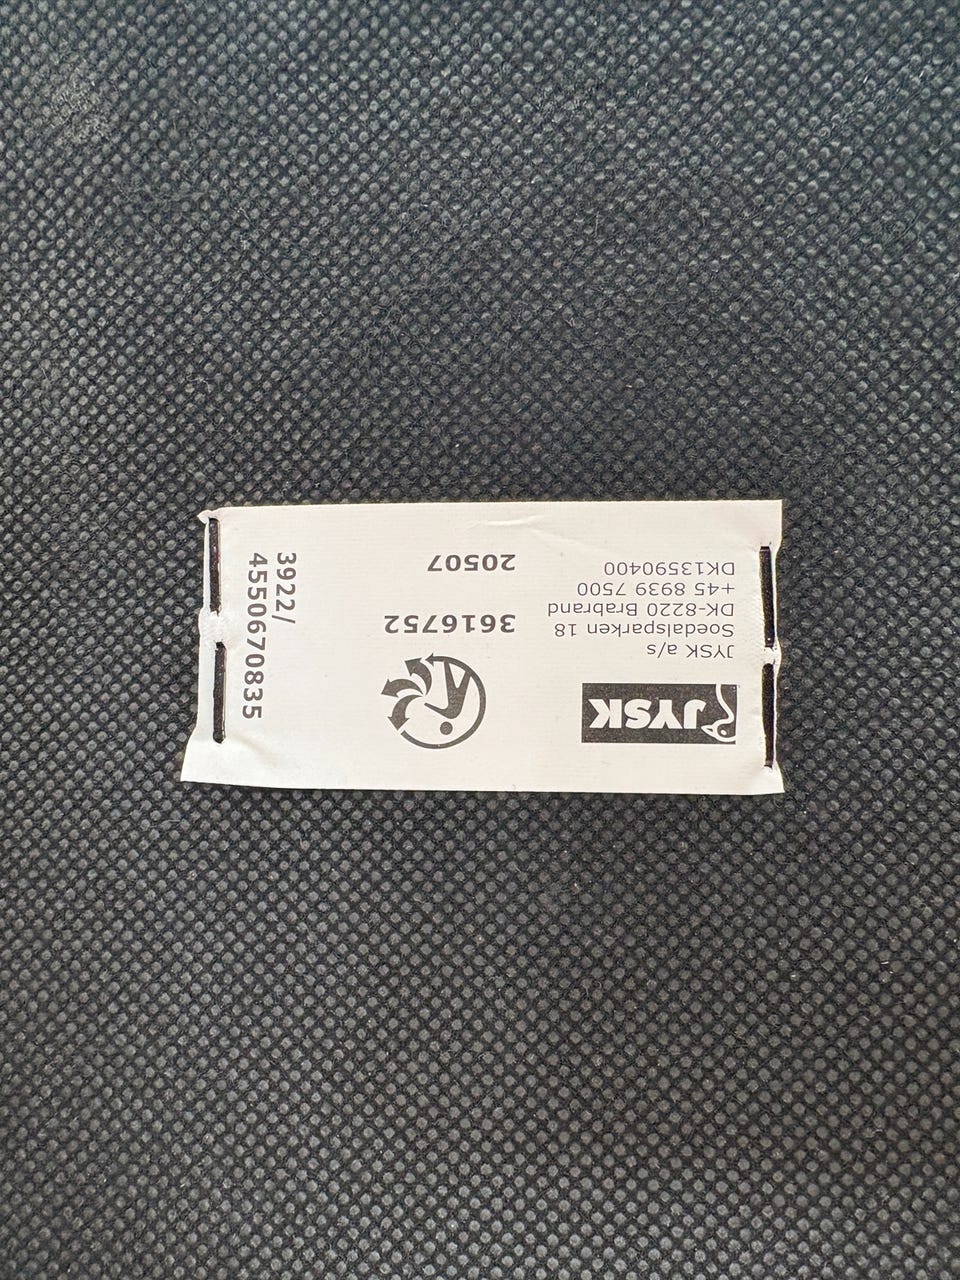 JYSK
JYSK a/s
Soedalsparken 18
DK-8220 Brabrand
+45 8939 7500
DK13590400
3616752
20507
3922/
4550670835